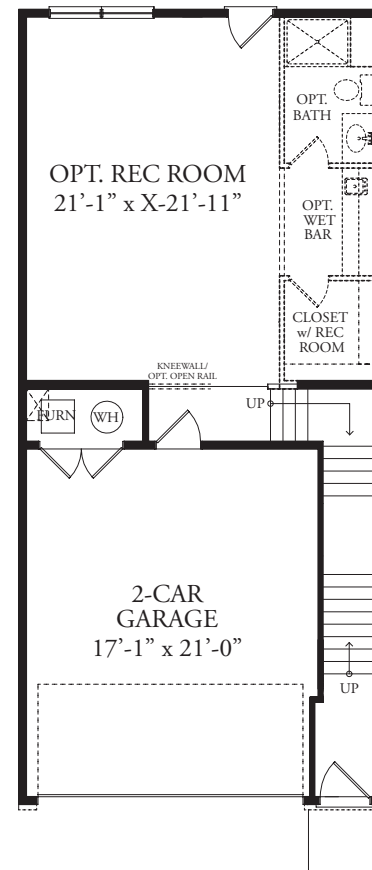 OPT.
BATH
OPT. REC ROOM
21’-1” x X-21’-11”
OPT.
WET
BAR
CLOSET
w/ REC
ROOM
KNEEWALL/
OPT. OPEN RAIL
UP
FURN
WH
2-CAR
GARAGE
17’-1” x 21’-0”
UP